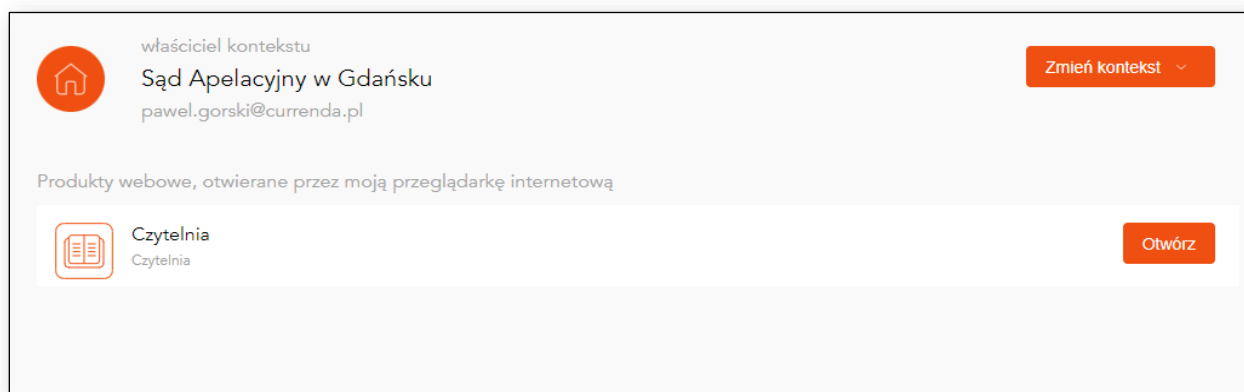 właściciel kontekstu
Sąd Apelacyjny w Gdańsku
pawel.gorski@currenda.pl
Zmień kontekst
Produkty webowe, otwierane przez moją przeglądarkę internetową
Czytelnia
Czytelnia
Otwórz